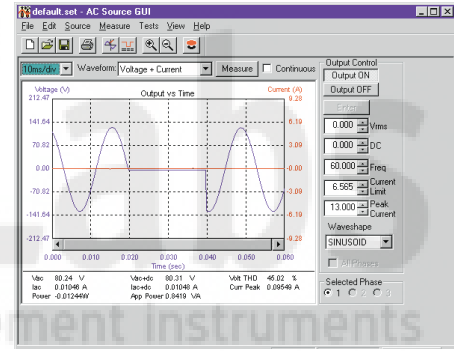 default.set - AC Source GUI
File Edit Source Measure Tests View Help
10ms/div Waveform: Voltage + Current Measure Continuous
Output Control
Output ON
Output OFF
Enter
0.000 Vrms
0.000 DC
60.000 Freq
6.565 Current Limit
13.000 Peak Current
Waveshape
SINUSOID
All Phases
Selected Phase
1 2 3
Voltage (V) Output vs Time Current (A)
212.47 9.28
141.64 6.19
70.82 3.09
0.00 -0.00
-70.82 3.09
-141.64 -6.19
-212.47 -9.28
0.000 0.010 0.020 0.030 0.040 0.050 0.060
Time (sec)
Vac 80.24 V Vac+dc 80.31 V Volt THD 45.02 %
Iac 0.01046 A Iac+dc 0.01048 A Curr Peak 0.09549 A
Power -0.01244W App Power 0.8419 VA
abs
ement instruments